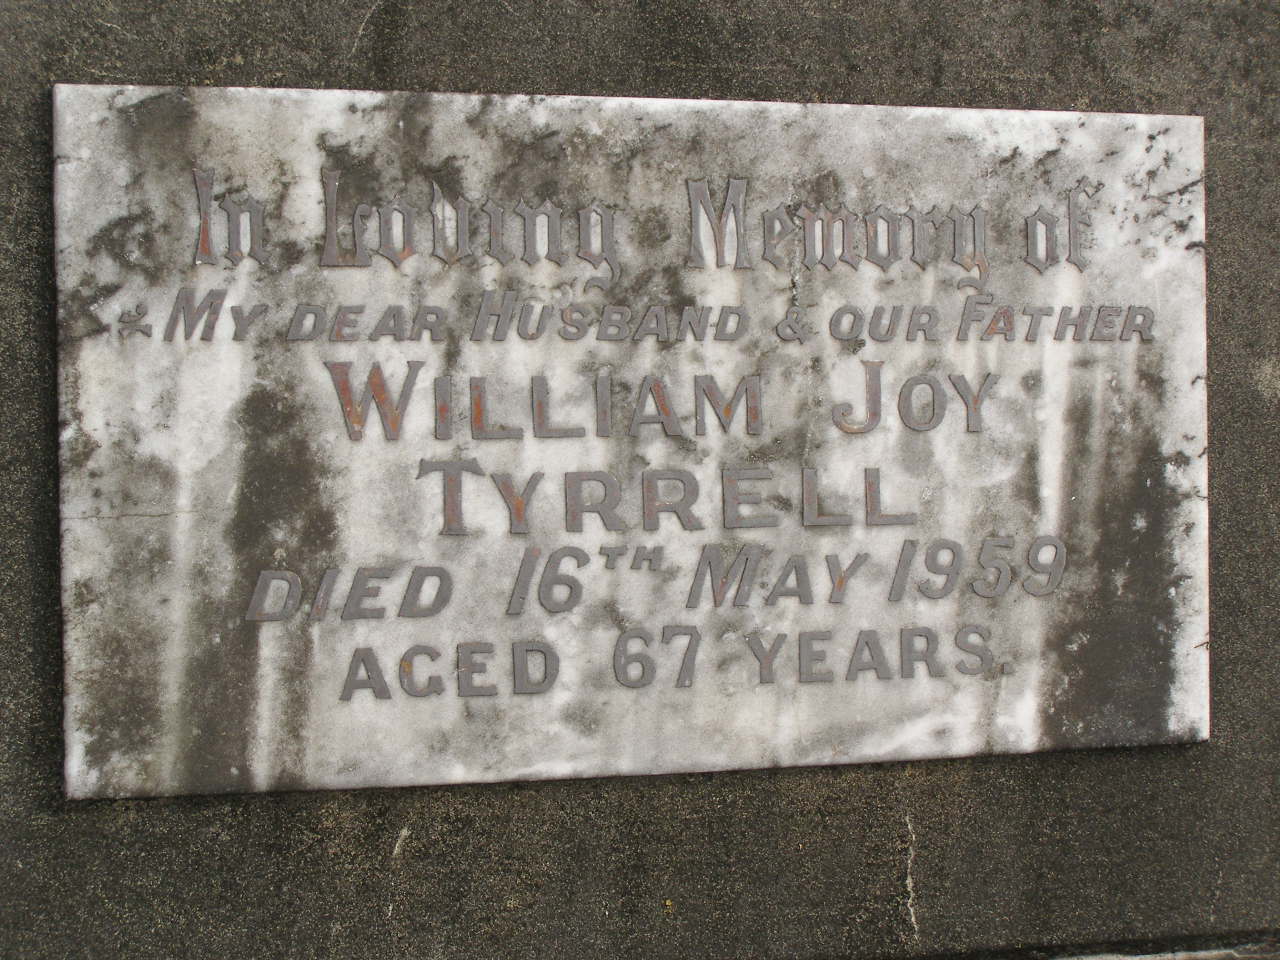 In Loving Memory of
My DEAR HUSBAND & OUR FATHER
WILLIAM JOY
TYRRELL
DIED 16TH MAY 1959
AGED 67 YEARS.